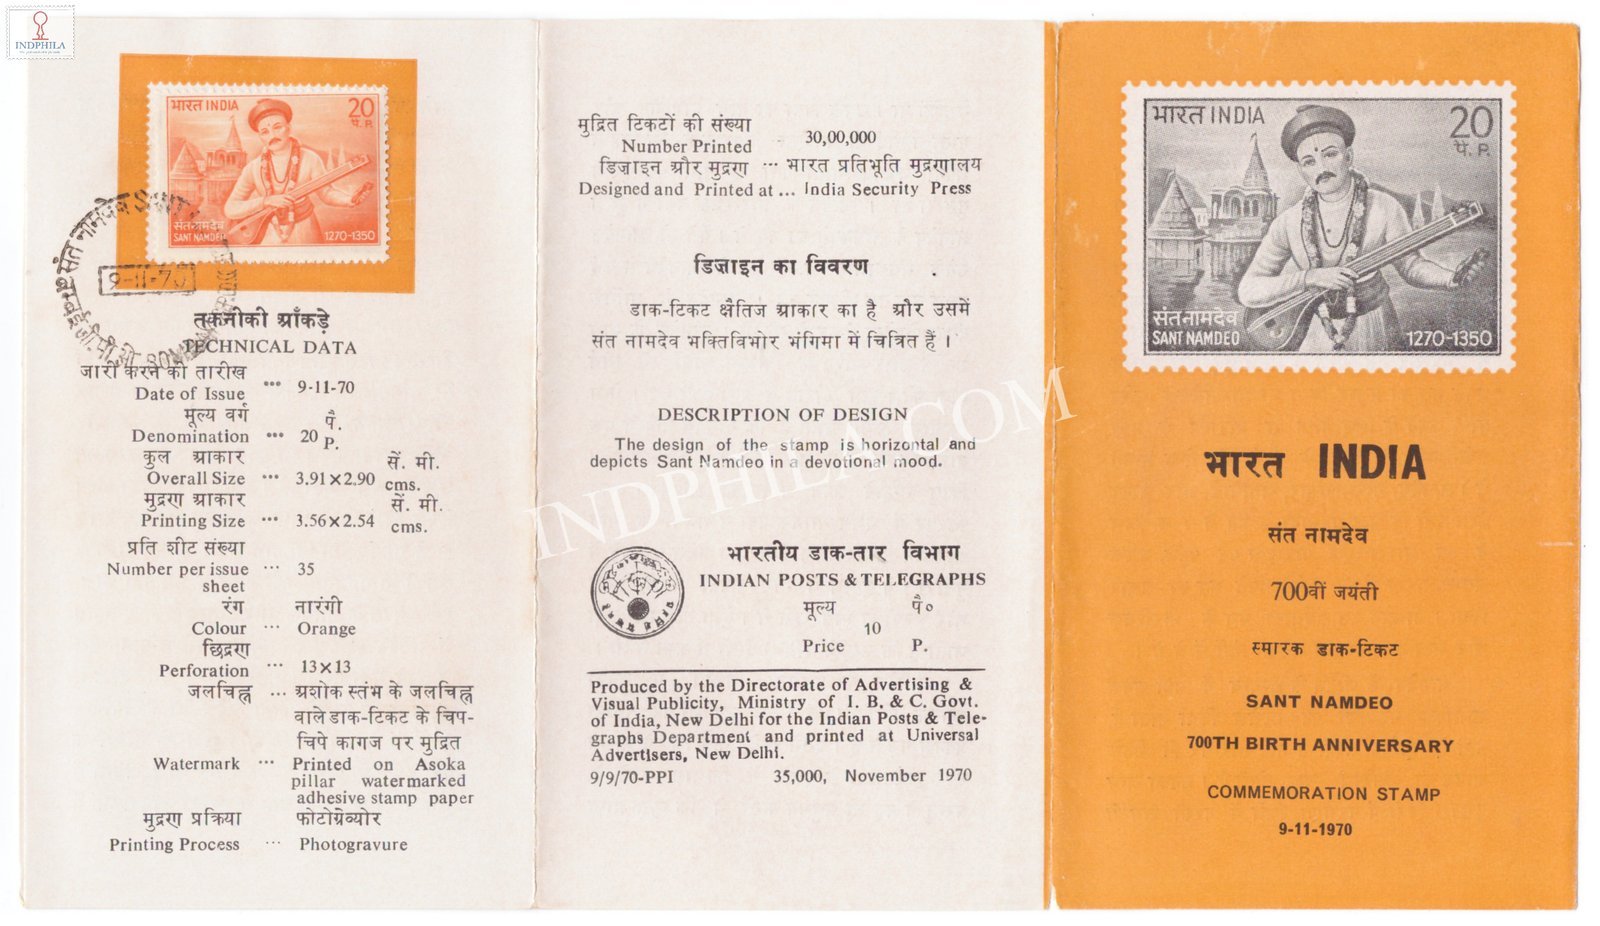 INDPHILA
भारत INDIA
20
पै. P.
संत नामदेव
SANT NAMDEO
1270-1350
संत नामदेव SANT
9-11-70
बम्बई जी.पी.ओ. BOMBAY
तकनीकी आँकड़े
TECHNICAL DATA
जारी करने की तारीख
Date of Issue ... 9-11-70
मूल्य वर्ग पै.
Denomination ... 20 P.
कुल आकार सें. मी.
Overall Size ... 3.91×2.90 cms.
मुद्रण आकार सें. मी.
Printing Size ... 3.56×2.54 cms.
प्रति शीट संख्या
Number per issue ... 35
sheet
रंग नारंगी
Colour ... Orange
छिद्रण
Perforation ... 13×13
जलचिह्न ... अशोक स्तंभ के जलचिह्न
वाले डाक-टिकट के चिप-
चिपे कागज पर मुद्रित
Watermark ... Printed on Asoka
pillar watermarked
adhesive stamp paper
मुद्रण प्रक्रिया फोटोग्रेव्योर
Printing Process ... Photogravure
मुद्रित टिकटों की संख्या
Number Printed 30,00,000
डिज़ाइन और मुद्रण ... भारत प्रतिभूति मुद्रणालय
Designed and Printed at ... India Security Press
डिज़ाइन का विवरण
डाक-टिकट क्षैतिज आकार का है और उसमें
संत नामदेव भक्तिविभोर भंगिमा में चित्रित हैं ।
DESCRIPTION OF DESIGN
The design of the stamp is horizontal and
depicts Sant Namdeo in a devotional mood.
भारतीय डाक-तार विभाग
INDIAN POSTS & TELEGRAPHS
मूल्य पै०
10
Price P.
Produced by the Directorate of Advertising &
Visual Publicity, Ministry of I. B. & C. Govt.
of India, New Delhi for the Indian Posts & Tele-
graphs Department and printed at Universal
Advertisers, New Delhi.
9/9/70-PPI 35,000, November 1970
INDPHILA.COM
भारत INDIA
20
पै. P.
संत नामदेव
SANT NAMDEO
1270-1350
भारत INDIA
संत नामदेव
700वीं जयंती
स्मारक डाक-टिकट
SANT NAMDEO
700TH BIRTH ANNIVERSARY
COMMEMORATION STAMP
9-11-1970